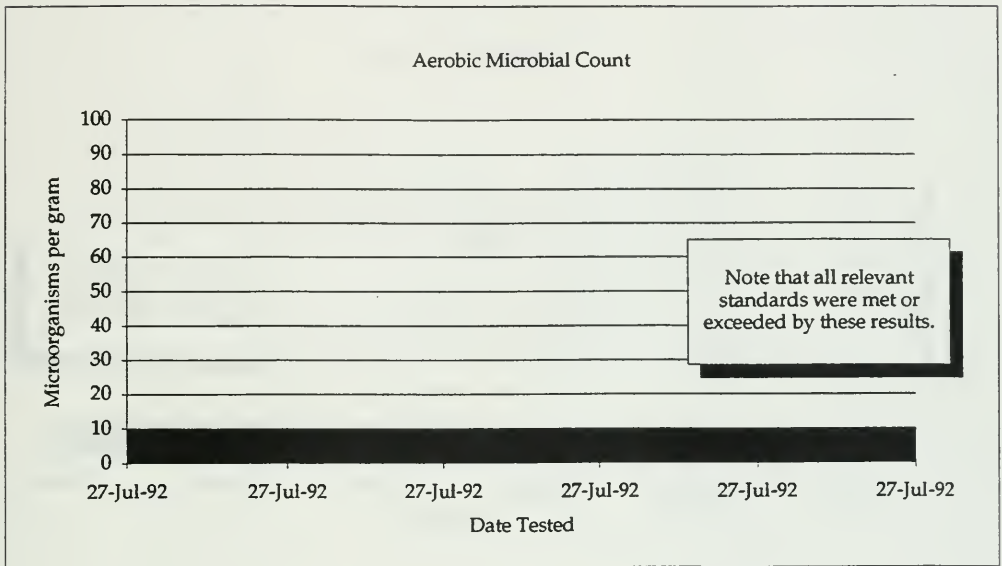 Aerobic Microbial Count
100
90
80
70
60
50
40
30
20
10
0
Microorganisms per gram
Note that all relevant
standards were met or
exceeded by these results.
27-Jul-92 27-Jul-92 27-Jul-92 27-Jul-92 27-Jul-92 27-Jul-92
Date Tested